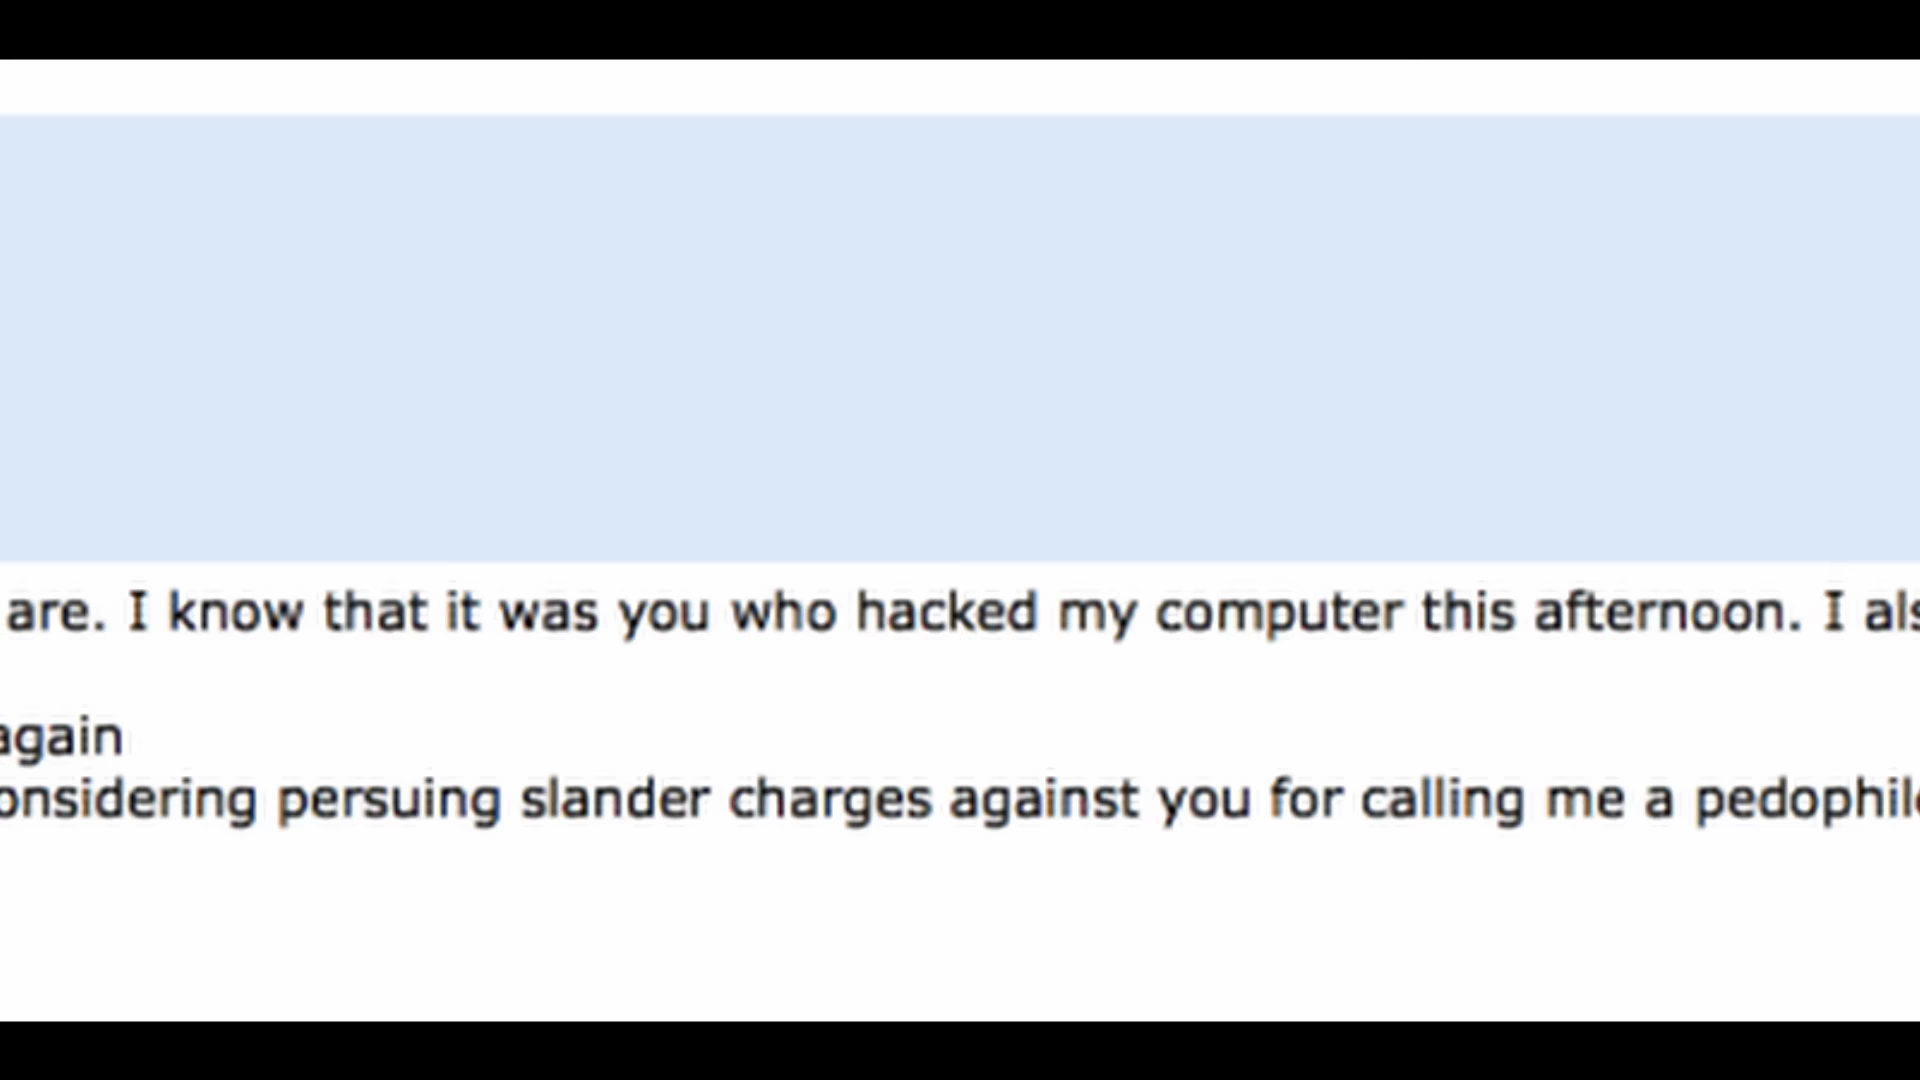 are. I know that it was you who hacked my computer this afternoon. I als
again
onsidering persuing slander charges against you for calling me a pedophile